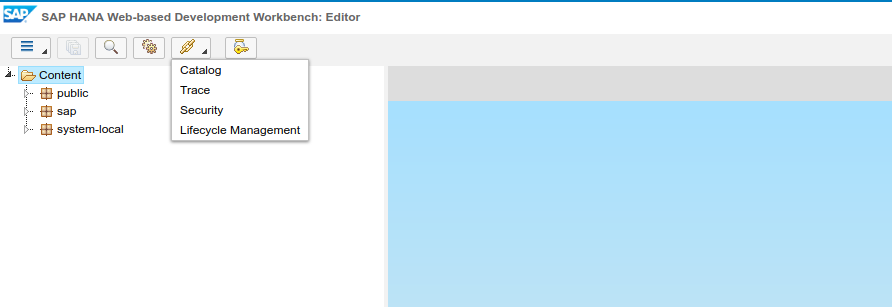 SAP SAP HANA Web-based Development Workbench: Editor
Catalog
Trace
Security
Lifecycle Management
Content
public
sap
system-local